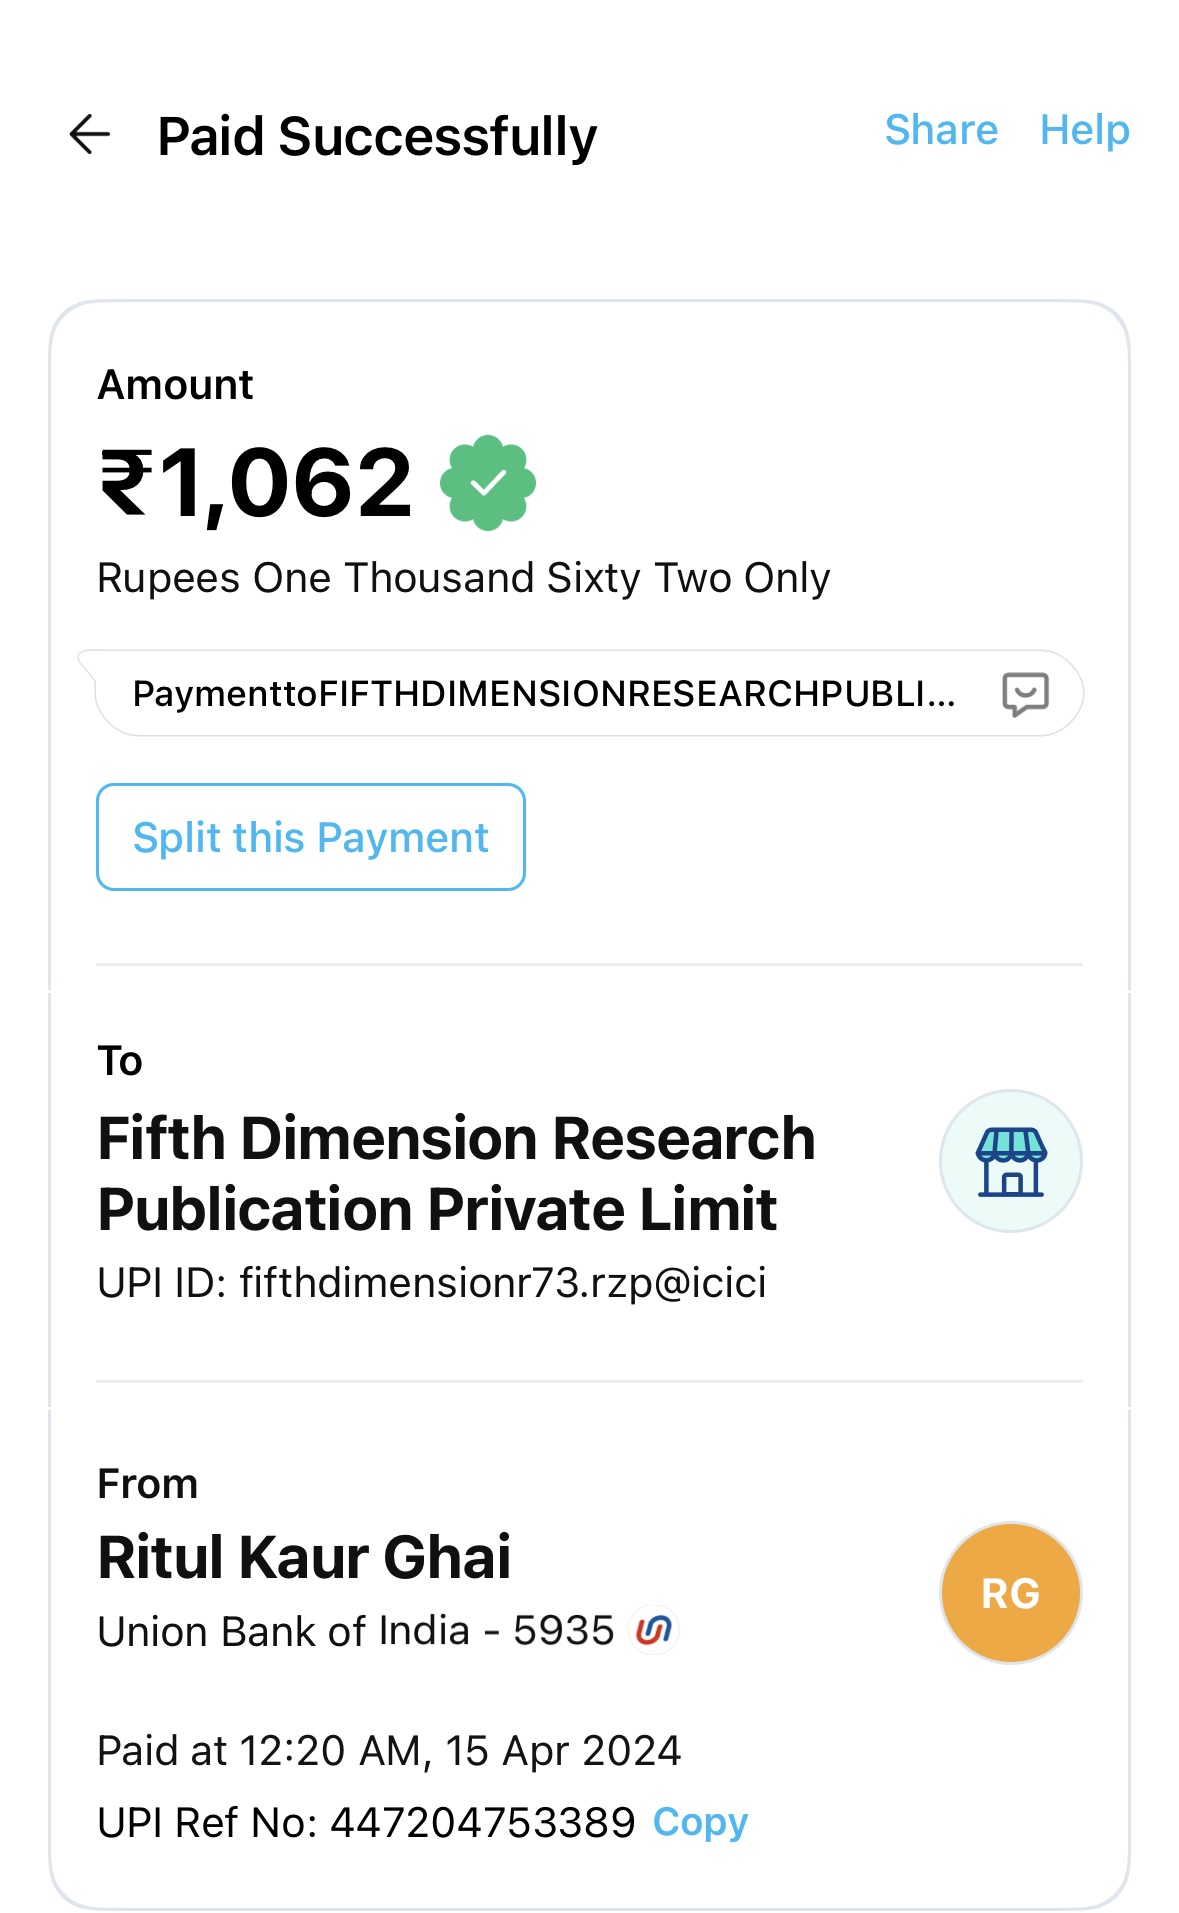 Paid Successfully
Share Help
Amount
₹1,062
Rupees One Thousand Sixty Two Only
PaymenttoFIFTHDIMENSIONRESEARCHPUBLI...
Split this Payment
To
Fifth Dimension Research
Publication Private Limit
UPI ID: fifthdimensionr73.rzp@icici
From
Ritul Kaur Ghai
RG
Union Bank of India - 5935
Paid at 12:20 AM, 15 Apr 2024
UPI Ref No: 447204753389 Copy